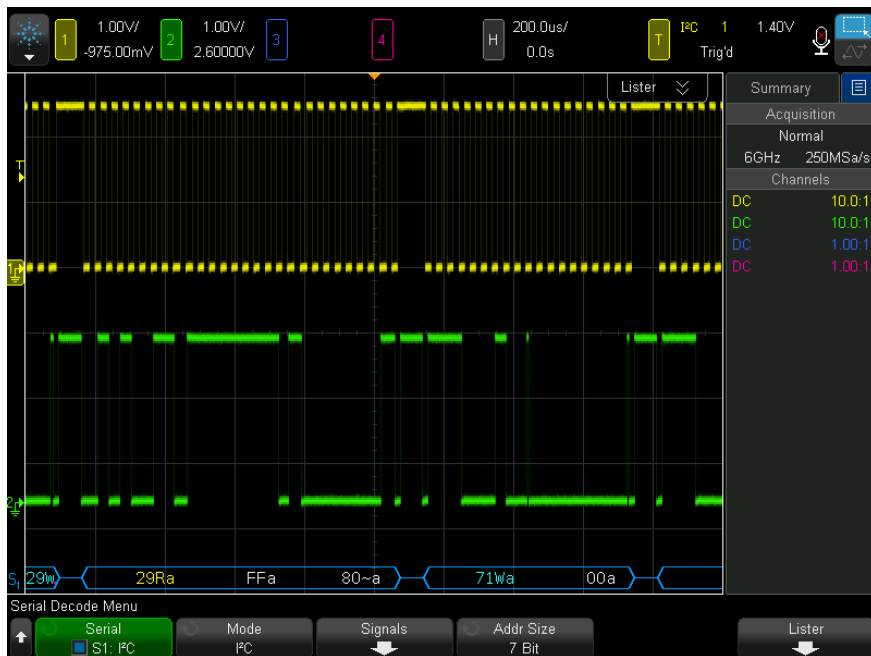 1 1.00V/ 2 1.00V/ 3 4 H 200.0us/ T I²C 1 1.40V
-975.00mV 2.60000V 0.0s Trig'd
Lister Summary
Acquisition
Normal
6GHz 250MSa/s
Channels
DC 10.0:1
DC 10.0:1
DC 1.00:1
DC 1.00:1
T
1
2
S1 29W 29Ra FFa 80~a 71Wa 00a
Serial Decode Menu
Serial Mode Signals Addr Size Lister
S1: I²C I²C 7 Bit